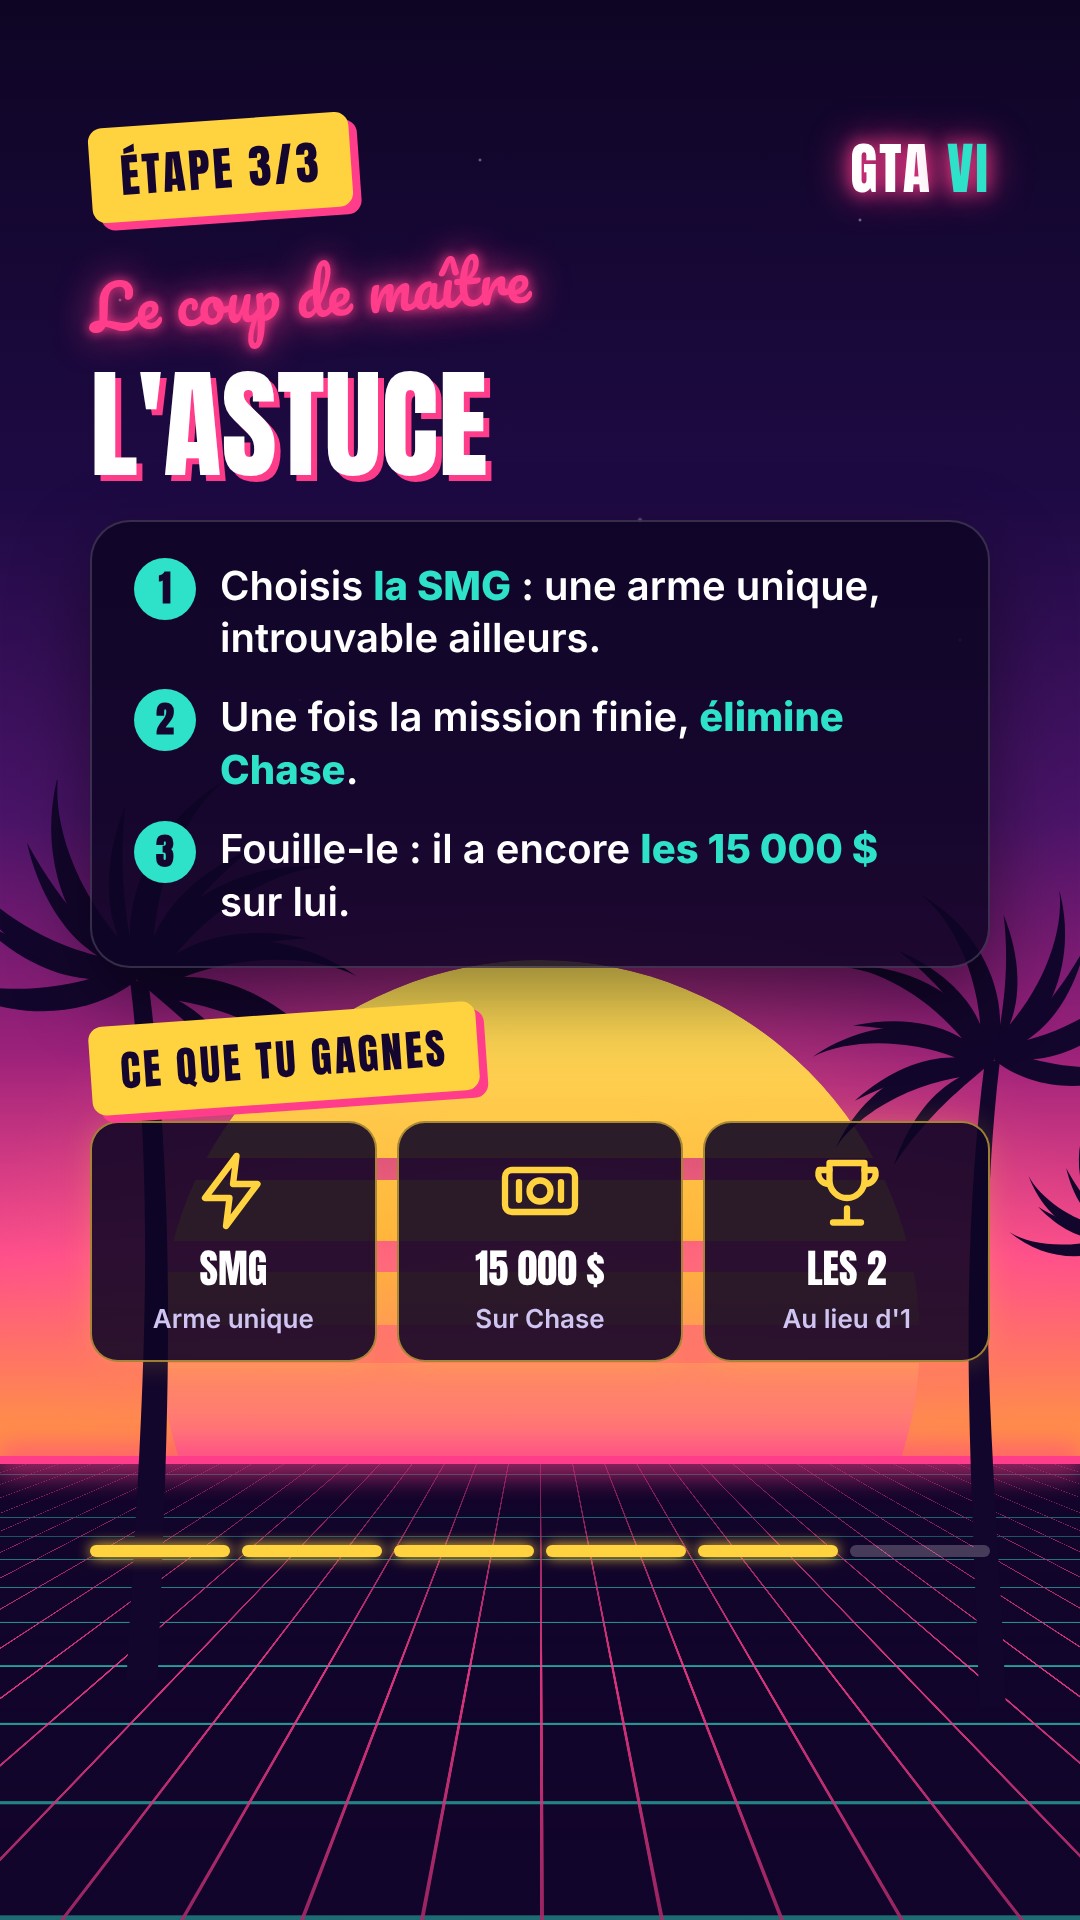 ÉTAPE 3/3
GTA VI
Le coup de maître
L'ASTUCE
1 Choisis la SMG : une arme unique,
introuvable ailleurs.
2 Une fois la mission finie, élimine
Chase.
3 Fouille-le : il a encore les 15 000 $
sur lui.
CE QUE TU GAGNES
SMG
Arme unique
15 000 $
Sur Chase
LES 2
Au lieu d'1